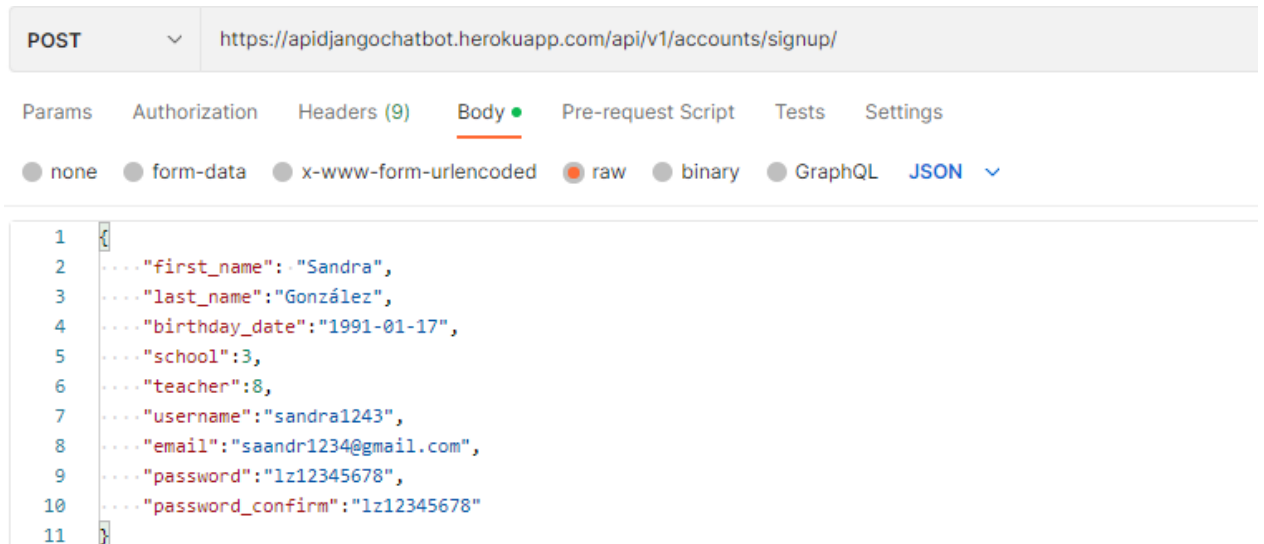 POST https://apidjangochatbot.herokuapp.com/api/v1/accounts/signup/
Params Authorization Headers (9) Body Pre-request Script Tests Settings
none form-data x-www-form-urlencoded raw binary GraphQL JSON
1 {
2 "first_name": "Sandra",
3 "last_name":"González",
4 "birthday_date":"1991-01-17",
5 "school":3,
6 "teacher":8,
7 "username":"sandra1243",
8 "email":"saandr1234@gmail.com",
9 "password":"lz12345678",
10 "password_confirm":"lz12345678"
11 }